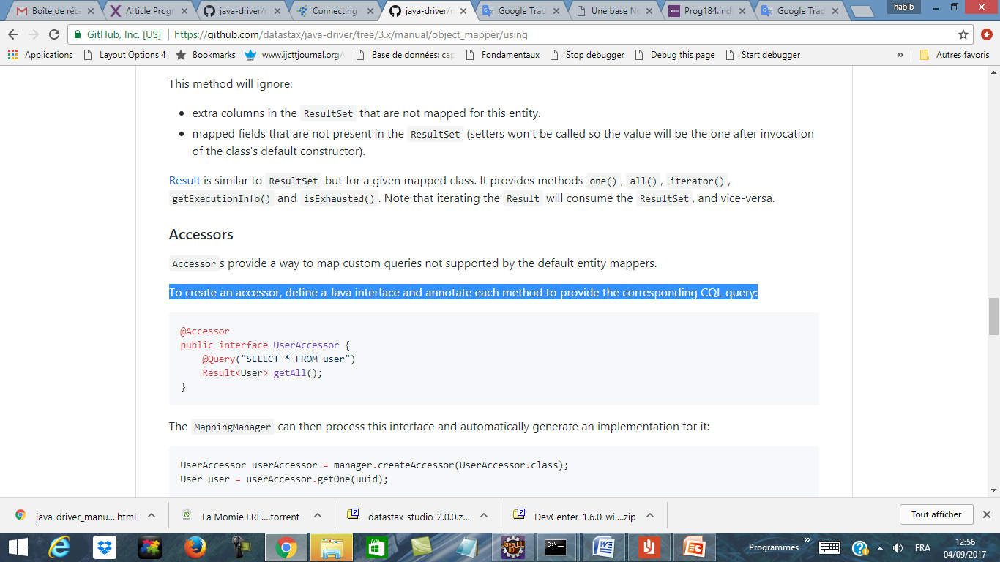 Boîte de réc
Article Progr
java-driver/r
Connecting
java-driver/r
Google Trad
Une base No
Prog184.ind
Google Trad
habib
GitHub, Inc. [US]
https://github.com/datastax/java-driver/tree/3.x/manual/object_mapper/using
Applications
Layout Options 4
Bookmarks
www.ijcttjournal.org/
Base de données: cap
Fondamentaux
Stop debugger
Debug this page
Start debugger
»
Autres favoris
This method will ignore:
• extra columns in the ResultSet that are not mapped for this entity.
• mapped fields that are not present in the ResultSet (setters won't be called so the value will be the one after invocation
of the class's default constructor).
Result is similar to ResultSet but for a given mapped class. It provides methods one() , all() , iterator() ,
getExecutionInfo() and isExhausted() . Note that iterating the Result will consume the ResultSet , and vice-versa.
Accessors
Accessor s provide a way to map custom queries not supported by the default entity mappers.
To create an accessor, define a Java interface and annotate each method to provide the corresponding CQL query:
@Accessor
public interface UserAccessor {
@Query("SELECT * FROM user")
Result<User> getAll();
}
The MappingManager can then process this interface and automatically generate an implementation for it:
UserAccessor userAccessor = manager.createAccessor(UserAccessor.class);
User user = userAccessor.getOne(uuid);
java-driver_manu....html
La Momie FRE....torrent
datastax-studio-2.0.0.z...
DevCenter-1.6.0-wi....zip
Tout afficher
Java EE
IDE
Programmes
»
FRA
12:56
04/09/2017